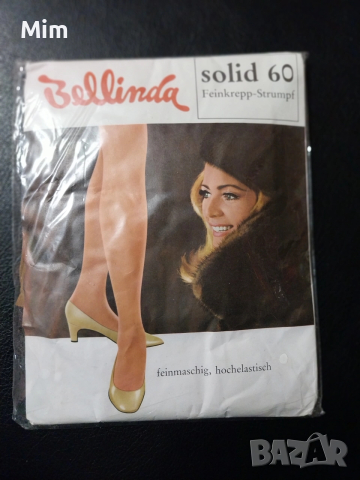 Mim
Bellinda
solid 60
Feinkrepp-Strumpf
feinmaschig, hochelastisch
BAZAR